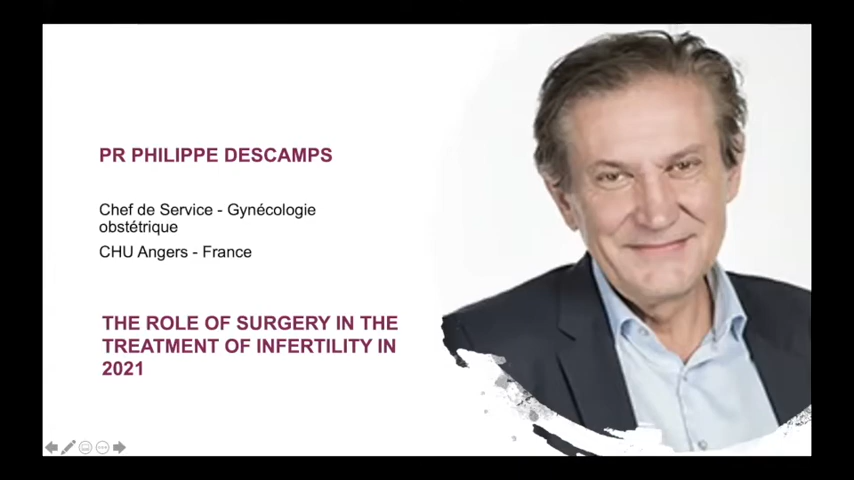 PR PHILIPPE DESCAMPS
Chef de Service - Gynécologie
obstétrique
CHU Angers - France
THE ROLE OF SURGERY IN THE
TREATMENT OF INFERTILITY IN
2021